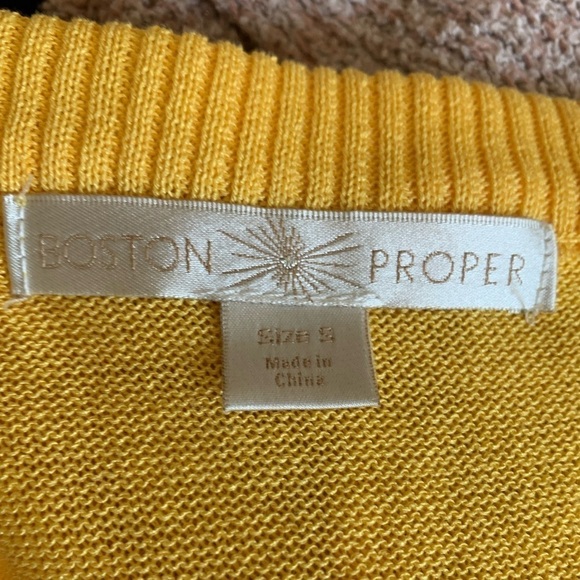 BOSTON PROPER
Size S
Made in
China